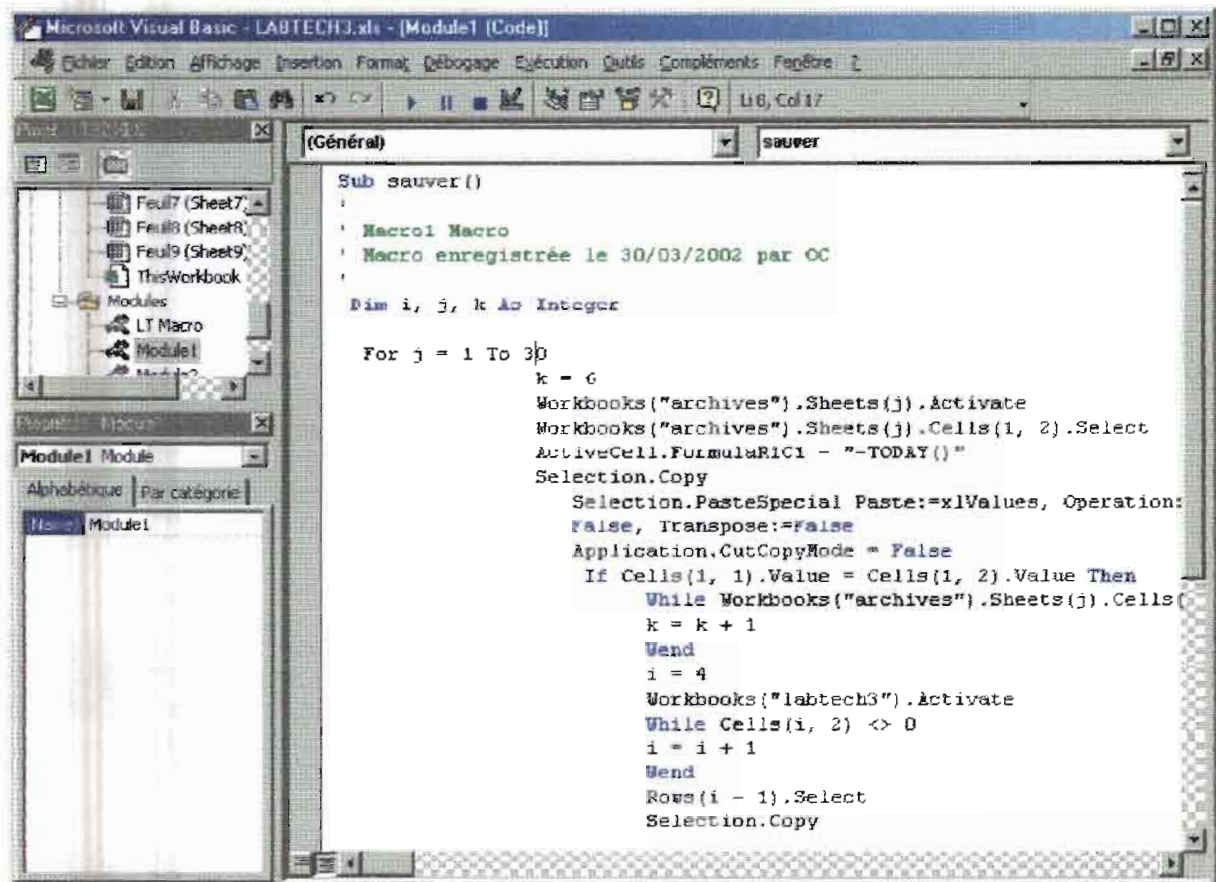 Microsoft Visual Basic - LABTECH3.xls - [Module1 (Code)]
Fichier Edition Affichage Insertion Format Débogage Exécution Outils Compléments Fenêtre ?
Li 8, Col 17
(Général) sauver
Feuil7 (Sheet7)
Feuil8 (Sheet8)
Feuil9 (Sheet9)
ThisWorkbook
Modules
LT Macro
Module1
Module1 Module
Alphabétique Par catégorie
Module1
Sub sauver()
'
' Macro1 Macro
' Macro enregistrée le 30/03/2002 par OC
'
Dim i, j, k As Integer
For j = 1 To 30
k = 6
Workbooks("archives").Sheets(j).Activate
Workbooks("archives").Sheets(j).Cells(1, 2).Select
ActiveCell.FormulaR1C1 = "=TODAY()"
Selection.Copy
Selection.PasteSpecial Paste:=xlValues, Operation:
False, Transpose:=False
Application.CutCopyMode = False
If Cells(1, 1).Value = Cells(1, 2).Value Then
While Workbooks("archives").Sheets(j).Cells(
k = k + 1
Wend
i = 4
Workbooks("labtech3").Activate
While Cells(i, 2) <> 0
i = i + 1
Wend
Rows(i - 1).Select
Selection.Copy